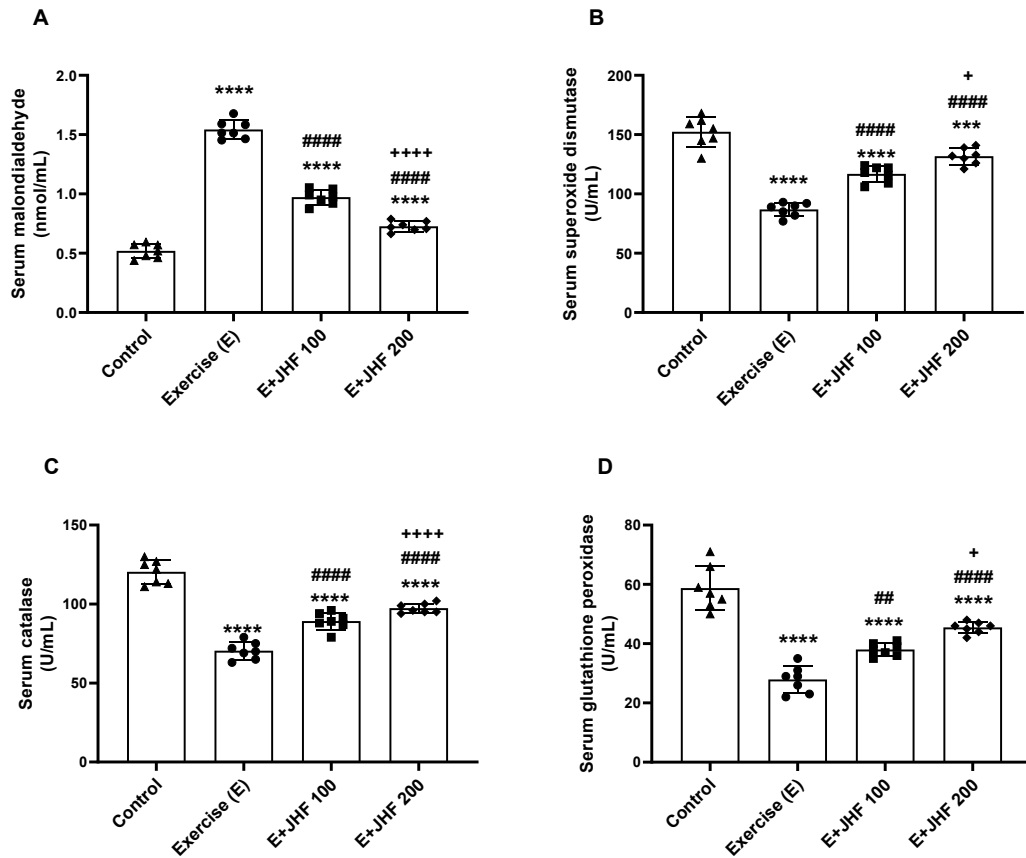 A
Serum malondialdehyde
(nmol/mL)
2.0
1.5
1.0
0.5
0.0
****
####
****
++++
####
****
Control
Exercise (E)
E+JHF 100
E+JHF 200
B
Serum superoxide dismutase
(U/mL)
200
150
100
50
0
****
####
****
+
####
***
Control
Exercise (E)
E+JHF 100
E+JHF 200
C
Serum catalase
(U/mL)
150
100
50
0
****
####
****
++++
####
****
Control
Exercise (E)
E+JHF 100
E+JHF 200
D
Serum glutathione peroxidase
(U/mL)
80
60
40
20
0
****
##
****
+
####
****
Control
Exercise (E)
E+JHF 100
E+JHF 200